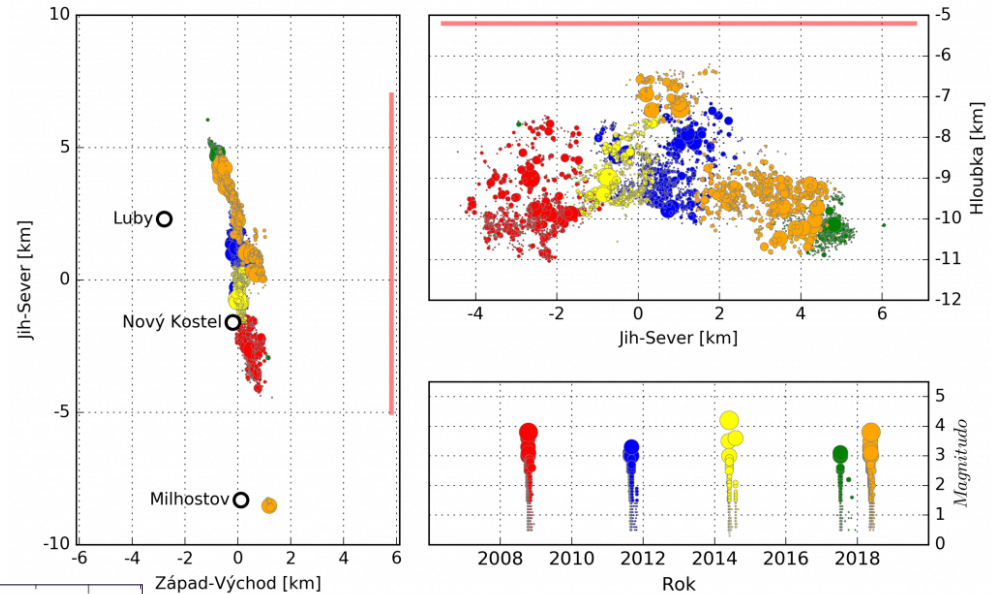 10
5
0
-5
-10
Jih-Sever [km]
Luby
Nový Kostel
Milhostov
-6 -4 -2 0 2 4 6
Západ-Východ [km]
-5
-6
-7
-8
-9
-10
-11
-12
Hloubka [km]
-4 -2 0 2 4 6
Jih-Sever [km]
5
4
3
2
1
0
Magnitudo
2008 2010 2012 2014 2016 2018
Rok